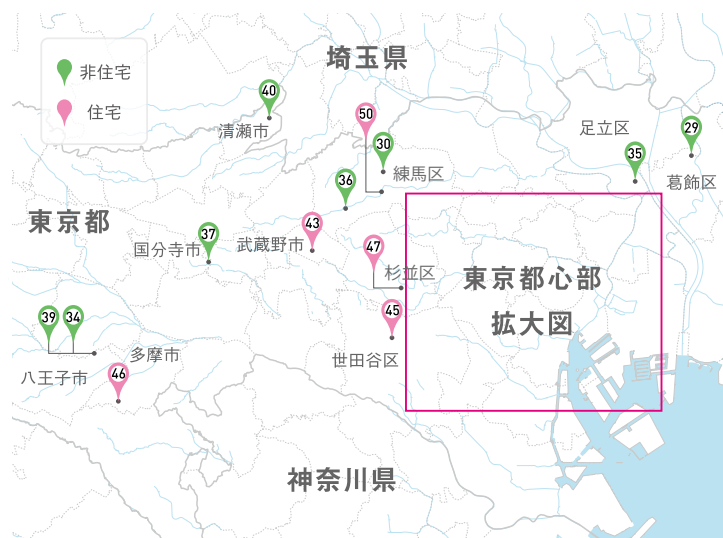 埼玉県
非住宅
住宅
40
清瀬市
50
30
練馬区
36
足立区
29
35
葛飾区
東京都
37
国分寺市
43
武蔵野市
47
杉並区
東京都心部
拡大図
45
世田谷区
39
34
八王子市
多摩市
46
神奈川県